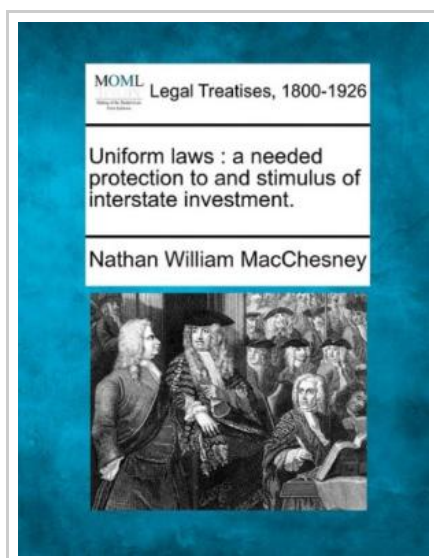 MOML
Legal Treatises, 1800-1926
Uniform laws : a needed
protection to and stimulus of
interstate investment.
Nathan William MacChesney